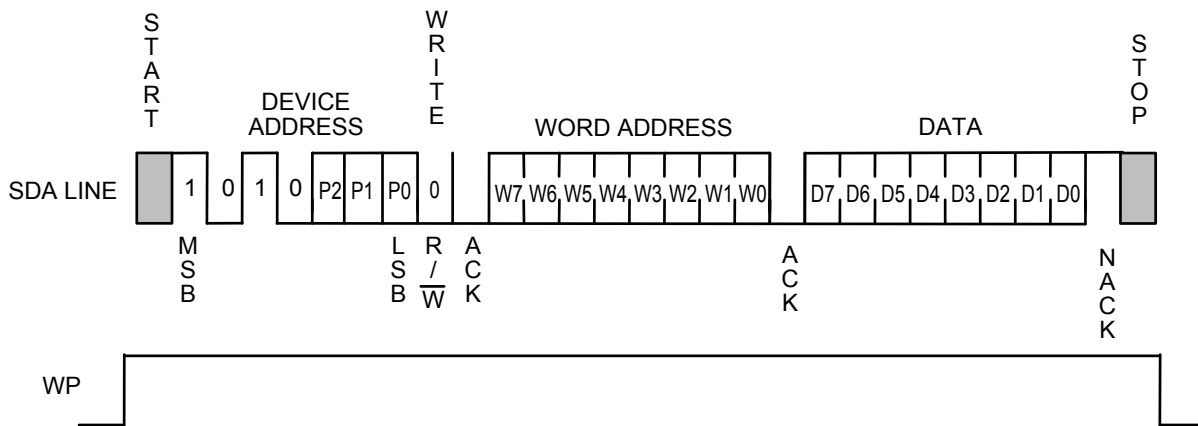 START
WRITE
STOP
DEVICE
ADDRESS
WORD ADDRESS
DATA
SDA LINE
1 0 1 0 P2 P1 P0 0 W7 W6 W5 W4 W3 W2 W1 W0 D7 D6 D5 D4 D3 D2 D1 D0
MSB
LSB
R/W̅
ACK
ACK
NACK
WP